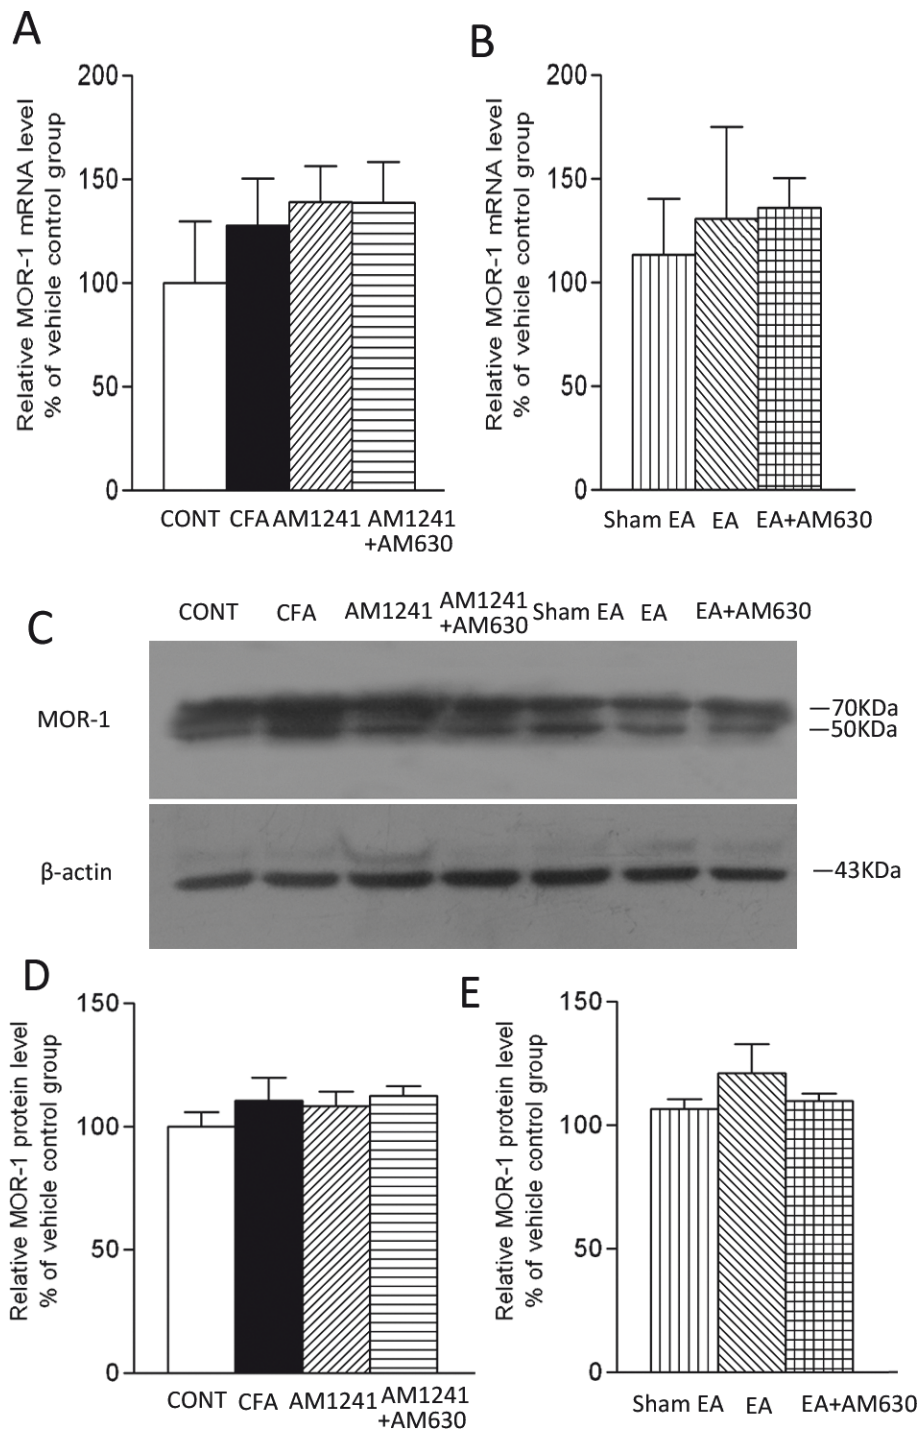 A
Relative MOR-1 mRNA level
% of vehicle control group
200
150
100
50
0
CONT CFA AM1241 AM1241
+AM630
B
Relative MOR-1 mRNA level
% of vehicle control group
200
150
100
50
0
Sham EA EA EA+AM630
C
CONT CFA AM1241 AM1241
+AM630 Sham EA EA EA+AM630
MOR-1
—70KDa
—50KDa
β-actin
—43KDa
D
Relative MOR-1 protein level
% of vehicle control group
150
100
50
0
CONT CFA AM1241 AM1241
+AM630
E
Relative MOR-1 protein level
% of vehicle control group
150
100
50
0
Sham EA EA EA+AM630